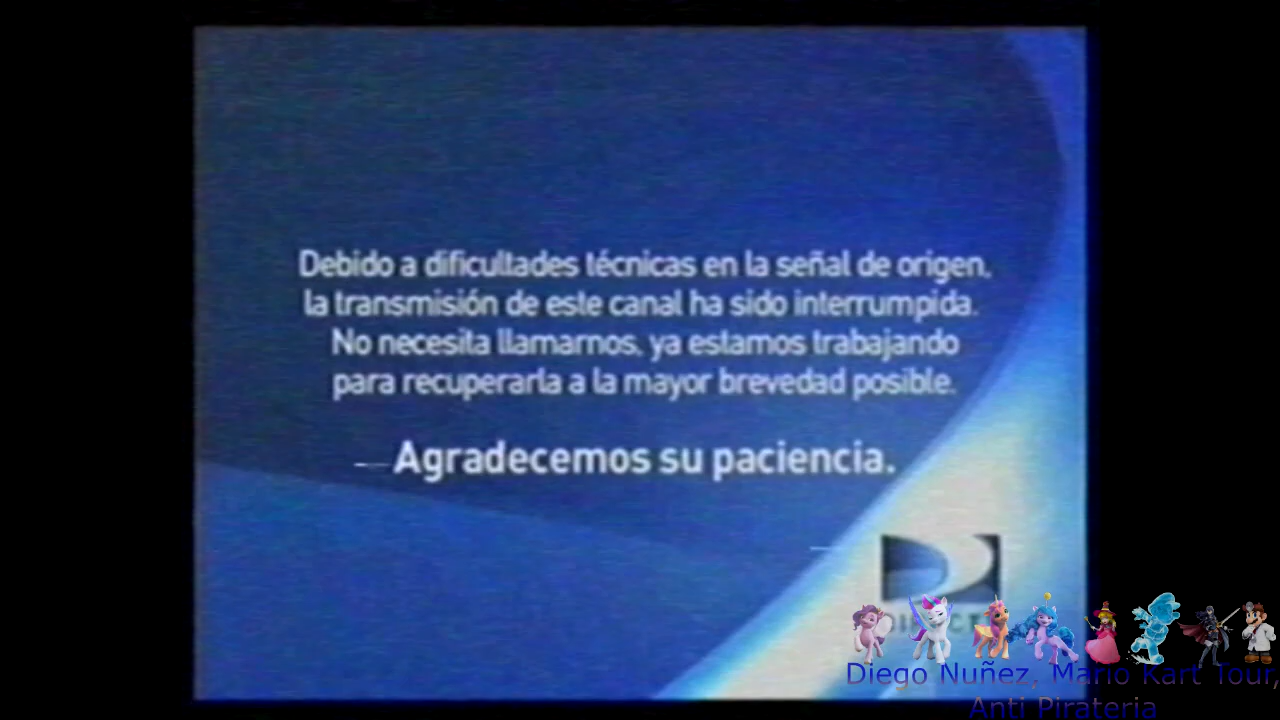 Debido a dificultades técnicas en la señal de origen,
la transmisión de este canal ha sido interrumpida.
No necesita llamarnos, ya estamos trabajando
para recuperarla a la mayor brevedad posible.
Agradecemos su paciencia.
Diego Nuñez, Mario Kart Tour,
Anti Pirateria